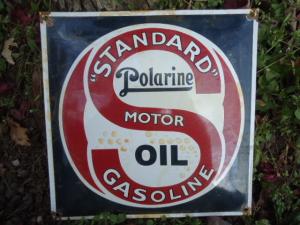 "STANDARD"
Polarine
MOTOR
OIL
GASOLINE